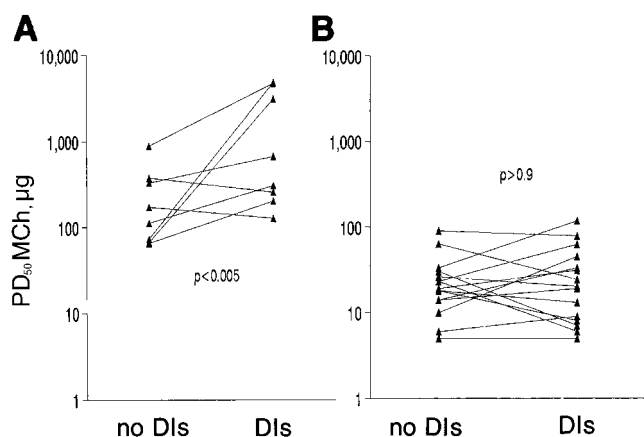 A
B
10,000
1,000
100
10
1
PD50 MCh, µg
p<0.005
no DIs
DIs
10,000
1,000
100
10
1
p>0.9
no DIs
DIs